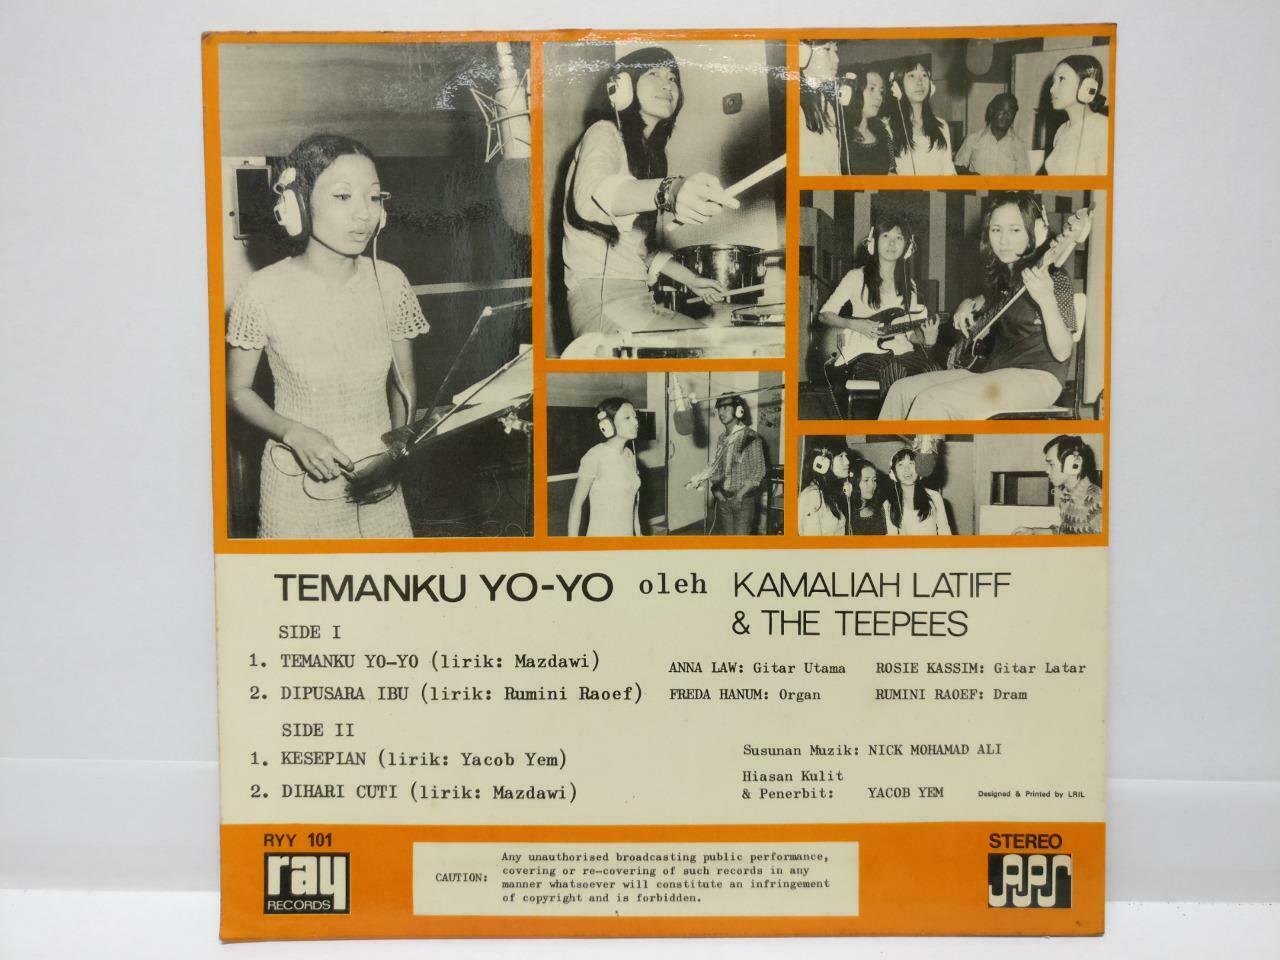 TEMANKU YO-YO oleh KAMALIAH LATIFF
& THE TEEPEES
SIDE I
1. TEMANKU YO-YO (lirik: Mazdawi)
2. DIPUSARA IBU (lirik: Rumini Raoef)
SIDE II
1. KESEPIAN (lirik: Yacob Yem)
2. DIHARI CUTI (lirik: Mazdawi)
ANNA LAW: Gitar Utama
ROSIE KASSIM: Gitar Latar
FREDA HANUM: Organ
RUMINI RAOEF: Dram
Susunan Muzik: NICK MOHAMAD ALI
Hiasan Kulit
& Penerbit: YACOB YEM
Designed & Printed by LRIL
RYY 101
ray
RECORDS
CAUTION:
Any unauthorised broadcasting public performance,
covering or re-covering of such records in any
manner whatsoever will constitute an infringement
of copyright and is forbidden.
STEREO